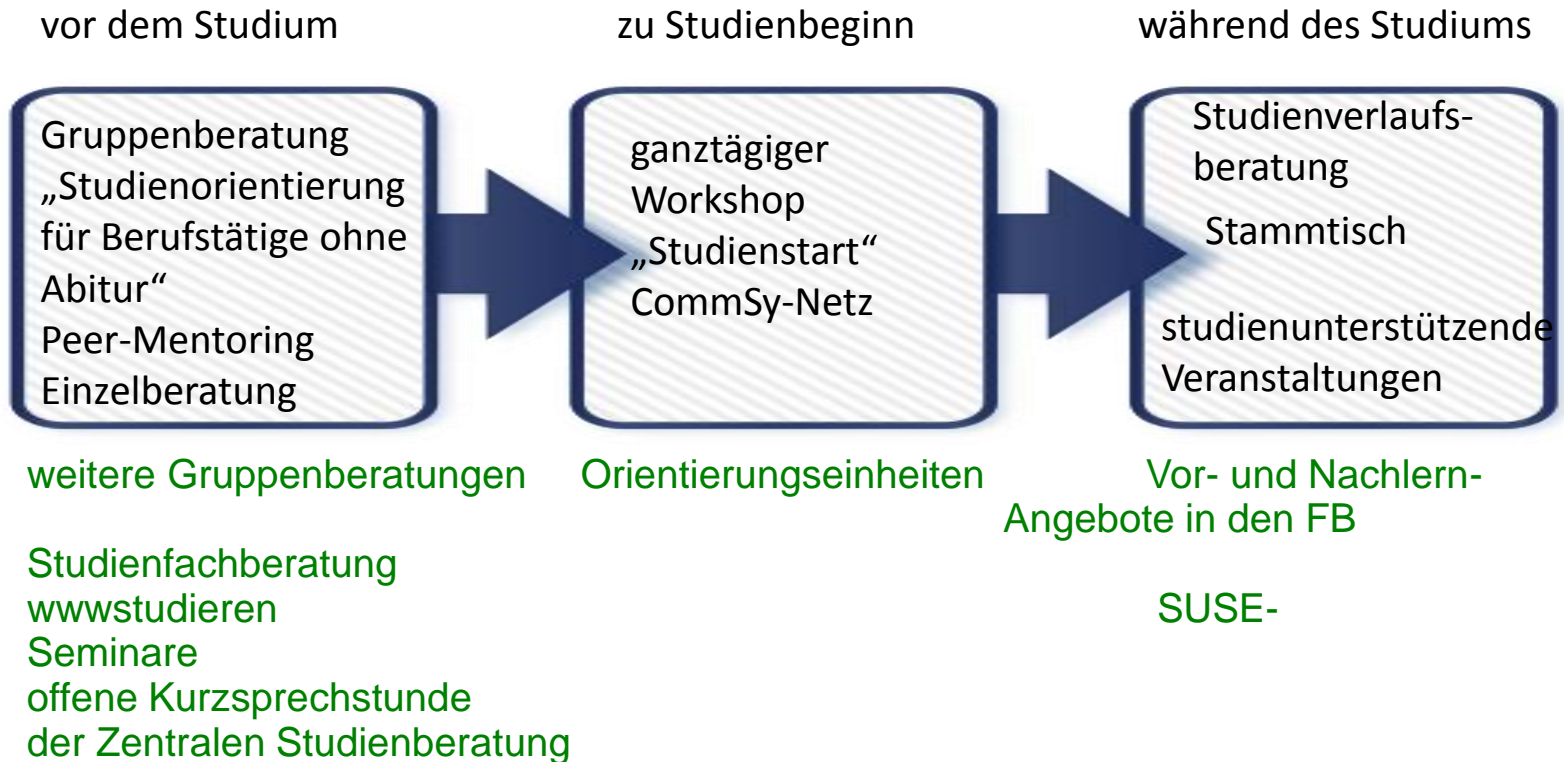 vor dem Studium
Gruppenberatung
„Studienorientierung
für Berufstätige ohne
Abitur“
Peer-Mentoring
Einzelberatung
weitere Gruppenberatungen
Studienfachberatung
wwwstudieren
Seminare
offene Kurzsprechstunde
der Zentralen Studienberatung
zu Studienbeginn
ganztägiger
Workshop
„Studienstart“
CommSy-Netz
Orientierungseinheiten
während des Studiums
Studienverlaufs-
beratung
Stammtisch
studienunterstützende
Veranstaltungen
Vor- und Nachlern-
Angebote in den FB
SUSE-